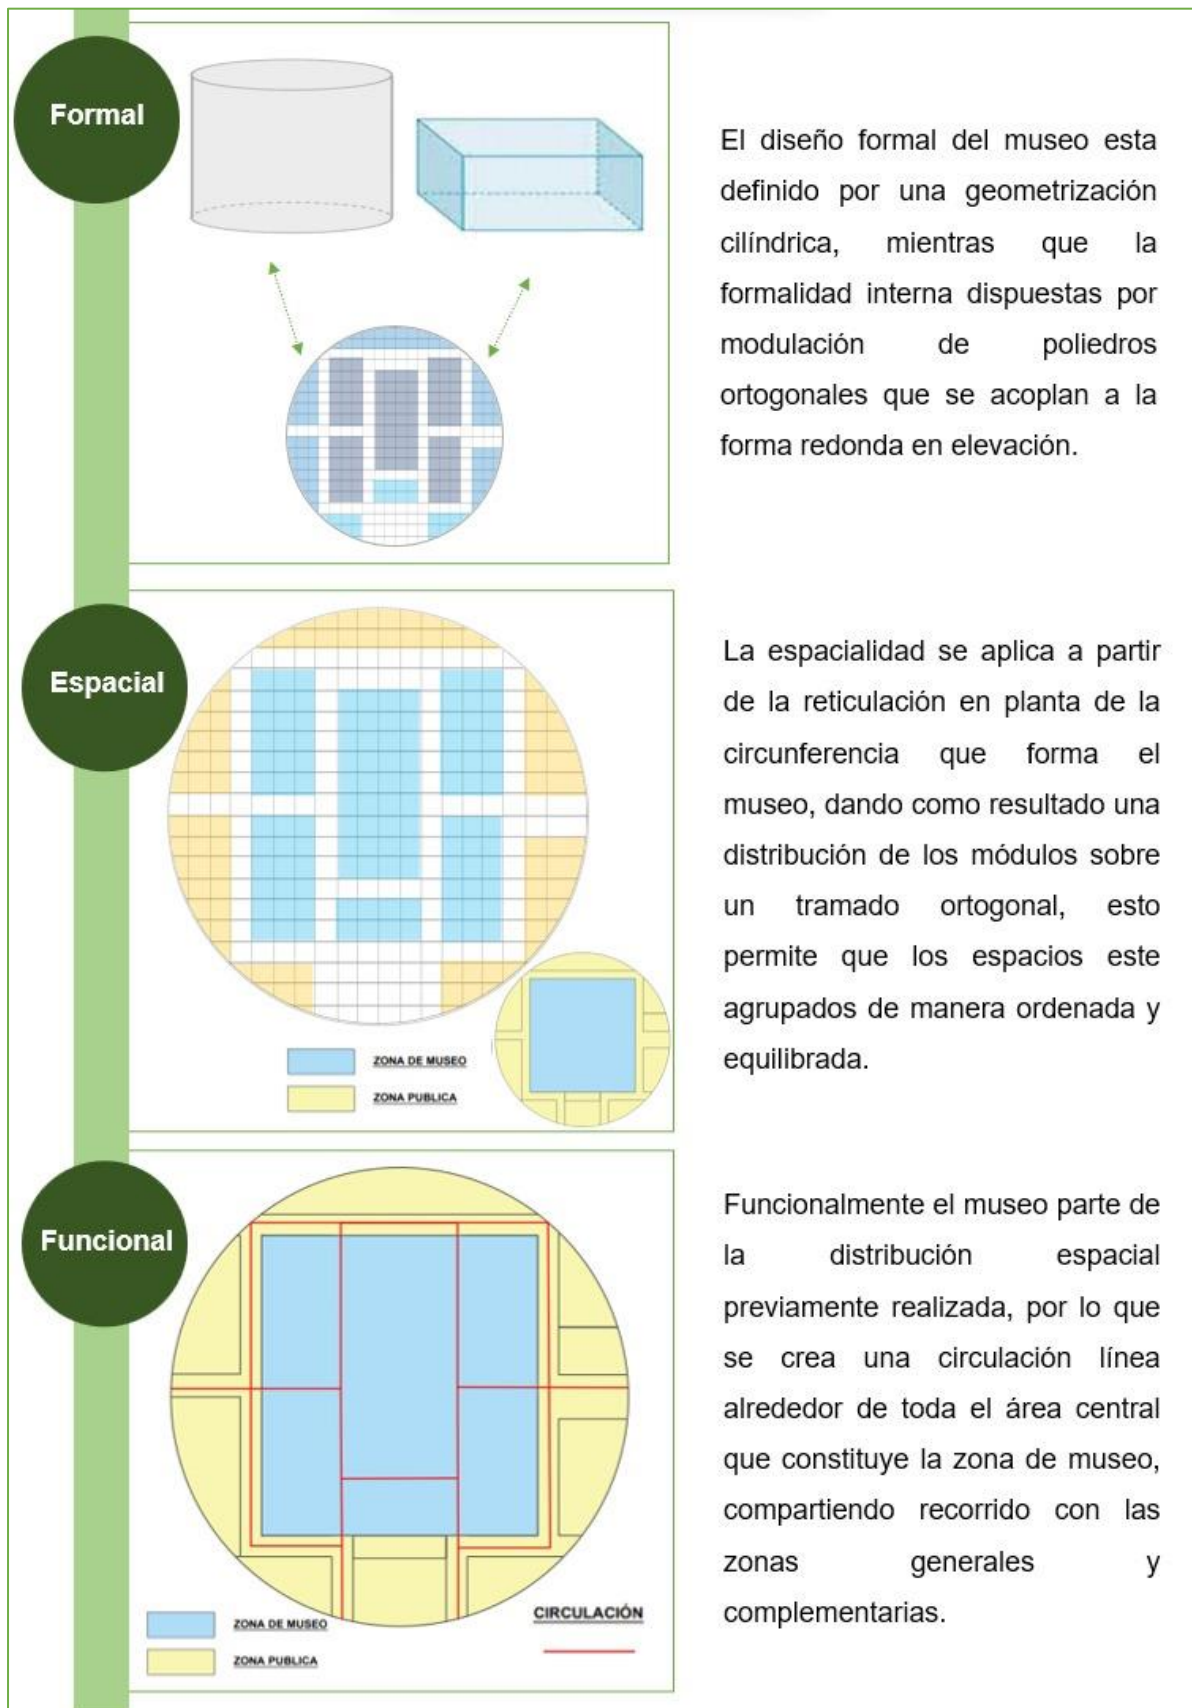 Formal
El diseño formal del museo esta
definido por una geometrización
cilíndrica, mientras que la
formalidad interna dispuestas por
modulación de poliedros
ortogonales que se acoplan a la
forma redonda en elevación.
Espacial
La espacialidad se aplica a partir
de la reticulación en planta de la
circunferencia que forma el
museo, dando como resultado una
distribución de los módulos sobre
un tramado ortogonal, esto
permite que los espacios este
agrupados de manera ordenada y
equilibrada.
ZONA DE MUSEO
ZONA PUBLICA
Funcional
Funcionalmente el museo parte de
la distribución espacial
previamente realizada, por lo que
se crea una circulación línea
alrededor de toda el área central
que constituye la zona de museo,
compartiendo recorrido con las
zonas generales y
complementarias.
ZONA DE MUSEO
ZONA PUBLICA
CIRCULACIÓN